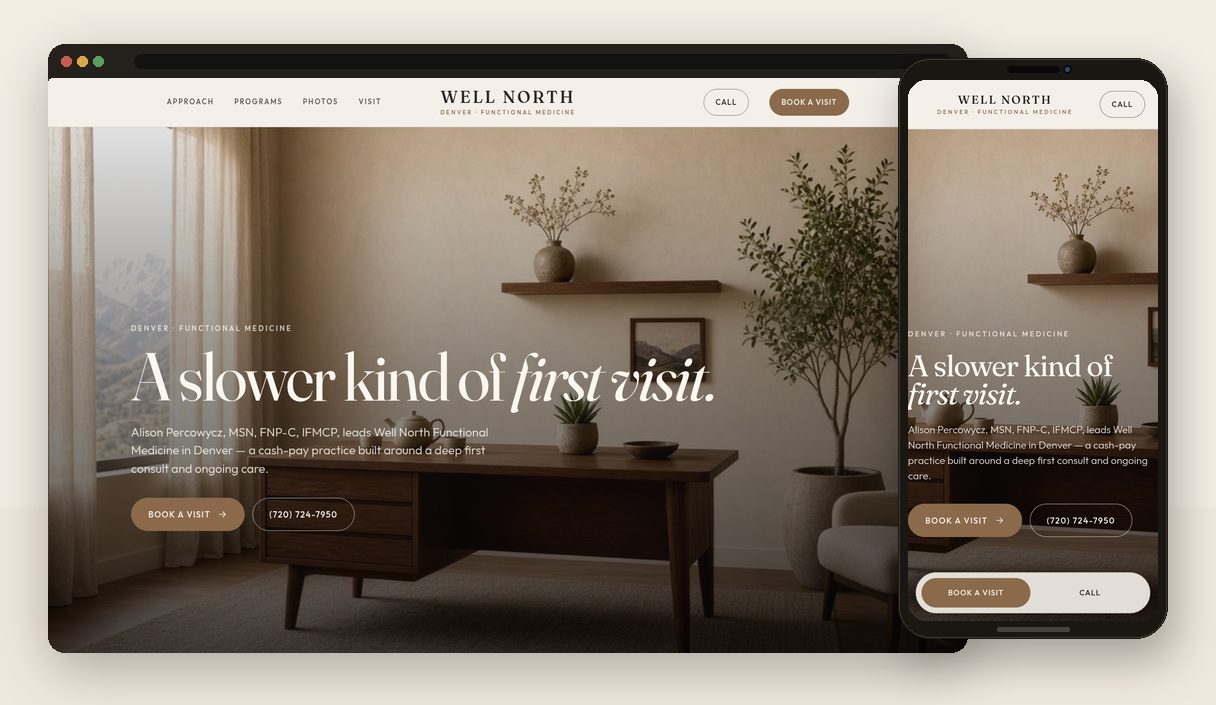 APPROACH PROGRAMS PHOTOS VISIT
WELL NORTH
DENVER · FUNCTIONAL MEDICINE
CALL
BOOK A VISIT
DENVER · FUNCTIONAL MEDICINE
A slower kind of first visit.
Alison Percowycz, MSN, FNP-C, IFMCP, leads Well North Functional
Medicine in Denver — a cash-pay practice built around a deep first
consult and ongoing care.
BOOK A VISIT →
(720) 724-7950
WELL NORTH
DENVER · FUNCTIONAL MEDICINE
CALL
DENVER · FUNCTIONAL MEDICINE
A slower kind of
first visit.
Alison Percowycz, MSN, FNP-C, IFMCP, leads Well
North Functional Medicine in Denver — a cash-pay
practice built around a deep first consult and ongoing
care.
BOOK A VISIT →
(720) 724-7950
BOOK A VISIT
CALL